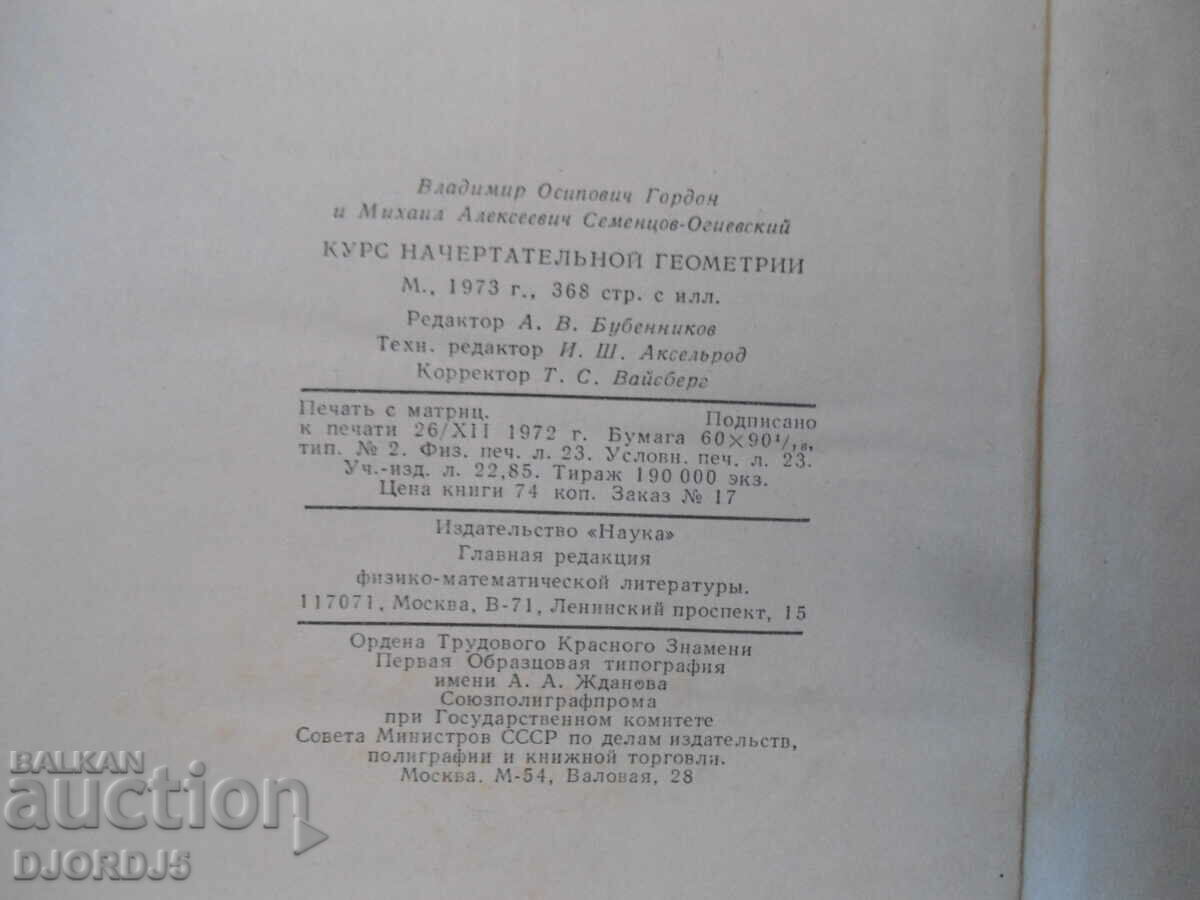 Владимир Осипович Гордон
и Михаил Алексеевич Семенцов-Огиевский
КУРС НАЧЕРТАТЕЛЬНОЙ ГЕОМЕТРИИ
М., 1973 г., 368 стр. с илл.
Редактор А. В. Бубенников
Техн. редактор И. Ш. Аксельрод
Корректор Т. С. Вайсберг
Печать с матриц. Подписано
к печати 26/XII 1972 г. Бумага 60×90¹/₁₆,
тип. № 2. Физ. печ. л. 23. Условн. печ. л. 23.
Уч.-изд. л. 22,85. Тираж 190 000 экз.
Цена книги 74 коп. Заказ № 17
Издательство «Наука»
Главная редакция
физико-математической литературы.
117071, Москва, В-71, Ленинский проспект, 15
Ордена Трудового Красного Знамени
Первая Образцовая типография
имени А. А. Жданова
Союзполиграфпрома
при Государственном комитете
Совета Министров СССР по делам издательств,
полиграфии и книжной торговли.
Москва, М-54, Валовая, 28
BALKAN
auction
DJORDJ5